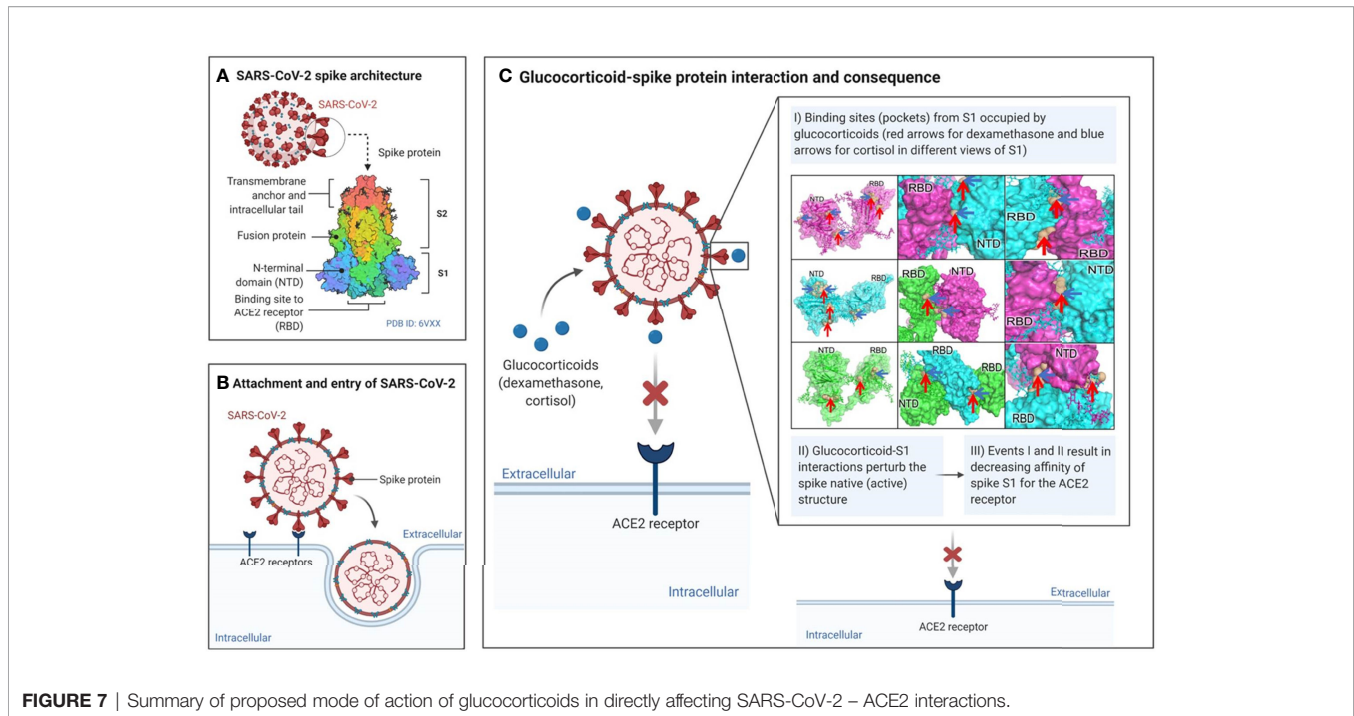 A SARS-CoV-2 spike architecture
SARS-CoV-2
Spike protein
Transmembrane
anchor and
intracellular tail
S2
Fusion protein
N-terminal
domain (NTD)
S1
Binding site to
ACE2 receptor
(RBD)
PDB ID: 6VXX
B Attachment and entry of SARS-CoV-2
SARS-CoV-2
Spike protein
Extracellular
ACE2 receptors
Intracellular
C Glucocorticoid-spike protein interaction and consequence
Glucocorticoids
(dexamethasone,
cortisol)
Extracellular
ACE2 receptor
Intracellular
I) Binding sites (pockets) from S1 occupied by
glucocorticoids (red arrows for dexamethasone and blue
arrows for cortisol in different views of S1)
NTD
RBD
RBD
NTD
RBD
RBD
NTD
RBD
RBD
NTD
NTD
RBD
NTD
RBD
RBD
NTD
RBD
NTD
RBD
II) Glucocorticoid-S1
interactions perturb the
spike native (active)
structure
III) Events I and II result in
decreasing affinity of
spike S1 for the ACE2
receptor
Extracellular
ACE2 receptor
Intracellular
FIGURE 7 | Summary of proposed mode of action of glucocorticoids in directly affecting SARS-CoV-2 – ACE2 interactions.